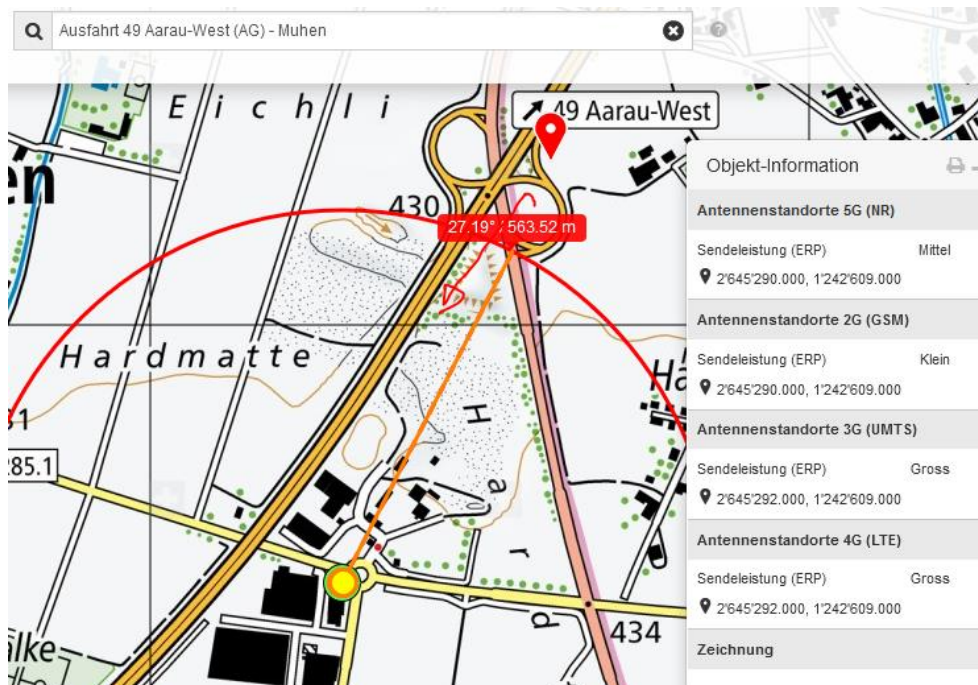 Ausfahrt 49 Aarau-West (AG) - Muhen
Eichli
49 Aarau-West
en
430
27.19° / 563.52 m
Hardmatte
285.1
Hard
434
Objekt-Information
Antennenstandorte 5G (NR)
Sendeleistung (ERP) Mittel
2'645'290.000, 1'242'609.000
Antennenstandorte 2G (GSM)
Sendeleistung (ERP) Klein
2'645'290.000, 1'242'609.000
Antennenstandorte 3G (UMTS)
Sendeleistung (ERP) Gross
2'645'292.000, 1'242'609.000
Antennenstandorte 4G (LTE)
Sendeleistung (ERP) Gross
2'645'292.000, 1'242'609.000
Zeichnung